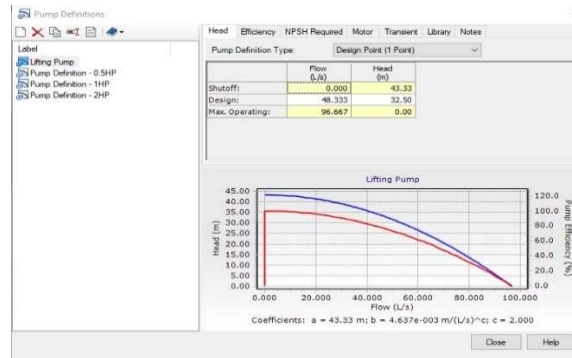 Pump Definitions
Label
Lifting Pump
Pump Definition - 0.5HP
Pump Definition - 1HP
Pump Definition - 2HP
Head Efficiency NPSH Required Motor Transient Library Notes
Pump Definition Type: Design Point (1 Point)
Flow (L/s) Head (m)
Shutoff: 0.000 43.33
Design: 48.333 32.50
Max. Operating: 96.667 0.00
Lifting Pump
Head (m)
45.00
40.00
35.00
30.00
25.00
20.00
15.00
10.00
5.00
0.00
120.0
100.0
80.0
60.0
40.0
20.0
0.0
Pump Efficiency (%)
0.000 20.000 40.000 60.000 80.000 100.000
Flow (L/s)
Coefficients: a = 43.33 m; b = 4.637e-003 m/(L/s)^c; c = 2.000
Close Help